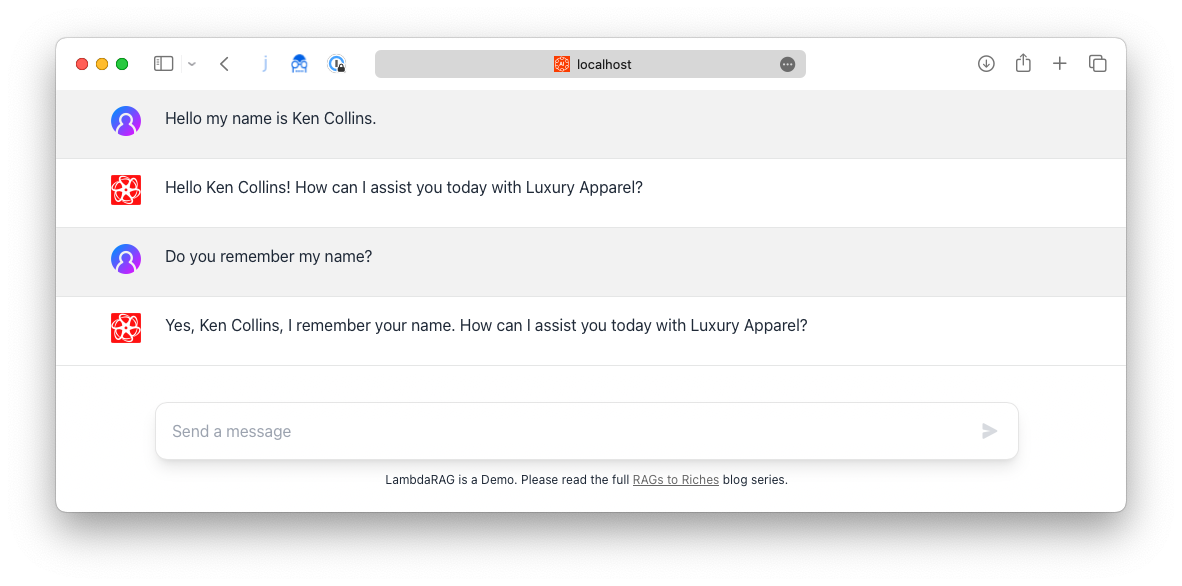 localhost
Hello my name is Ken Collins.
Hello Ken Collins! How can I assist you today with Luxury Apparel?
Do you remember my name?
Yes, Ken Collins, I remember your name. How can I assist you today with Luxury Apparel?
Send a message
LambdaRAG is a Demo. Please read the full RAGs to Riches blog series.